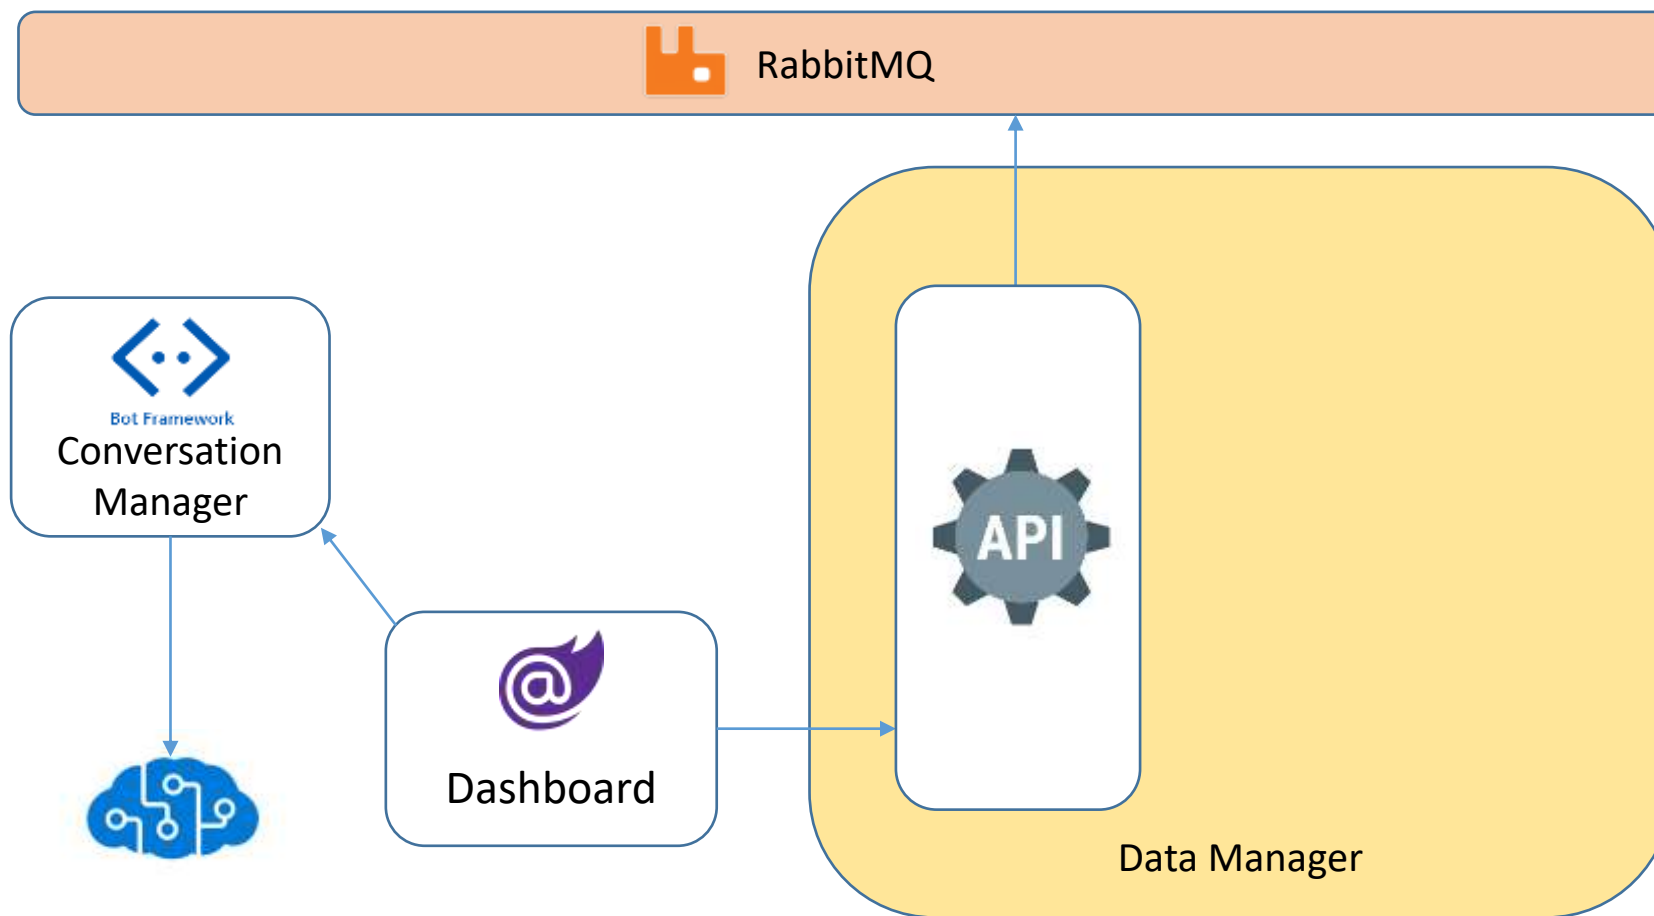 RabbitMQ
Bot Framework
Conversation
Manager
API
@
Dashboard
Data Manager